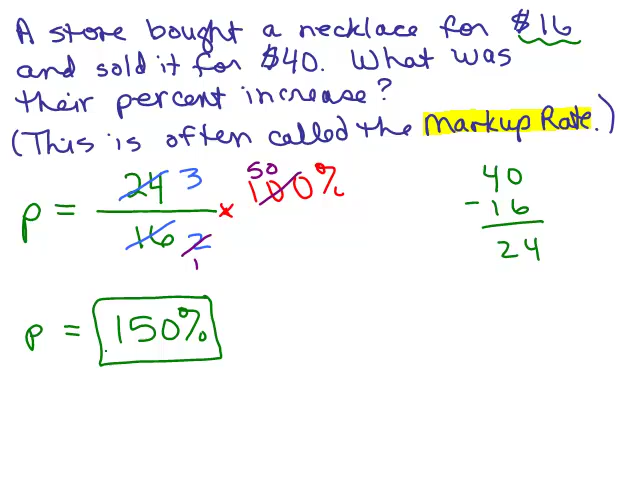 A store bought a necklace for $16
and sold it for $40. What was
their percent increase?
(This is often called the Markup Rate.)
p = 24 3 / 16 2 1 × 100% 50
40
- 16
24
p = 150%